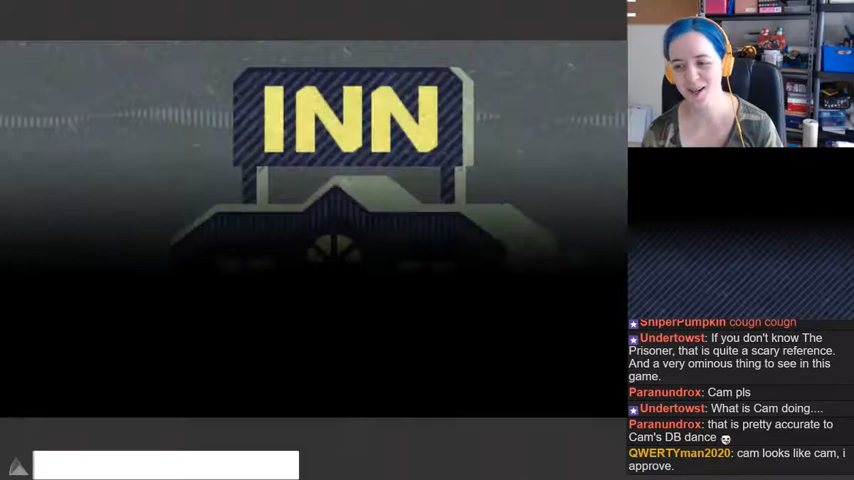 INN
SniperPumpkin cough cough
Undertowst: If you don't know The
Prisoner, that is quite a scary reference.
And a very ominous thing to see in this
game.
Paranundrox: Cam pls
Undertowst: What is Cam doing....
Paranundrox: that is pretty accurate to
Cam's DB dance
QWERTYman2020: cam looks like cam, i
approve.